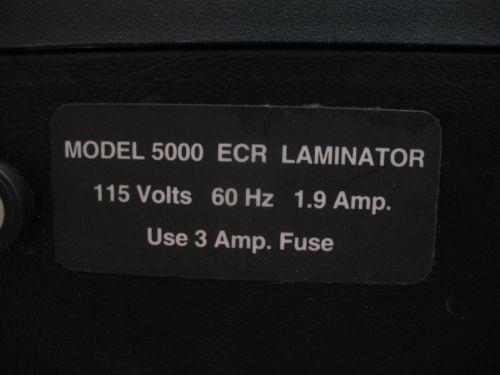 MODEL 5000 ECR LAMINATOR
115 Volts 60 Hz 1.9 Amp.
Use 3 Amp. Fuse